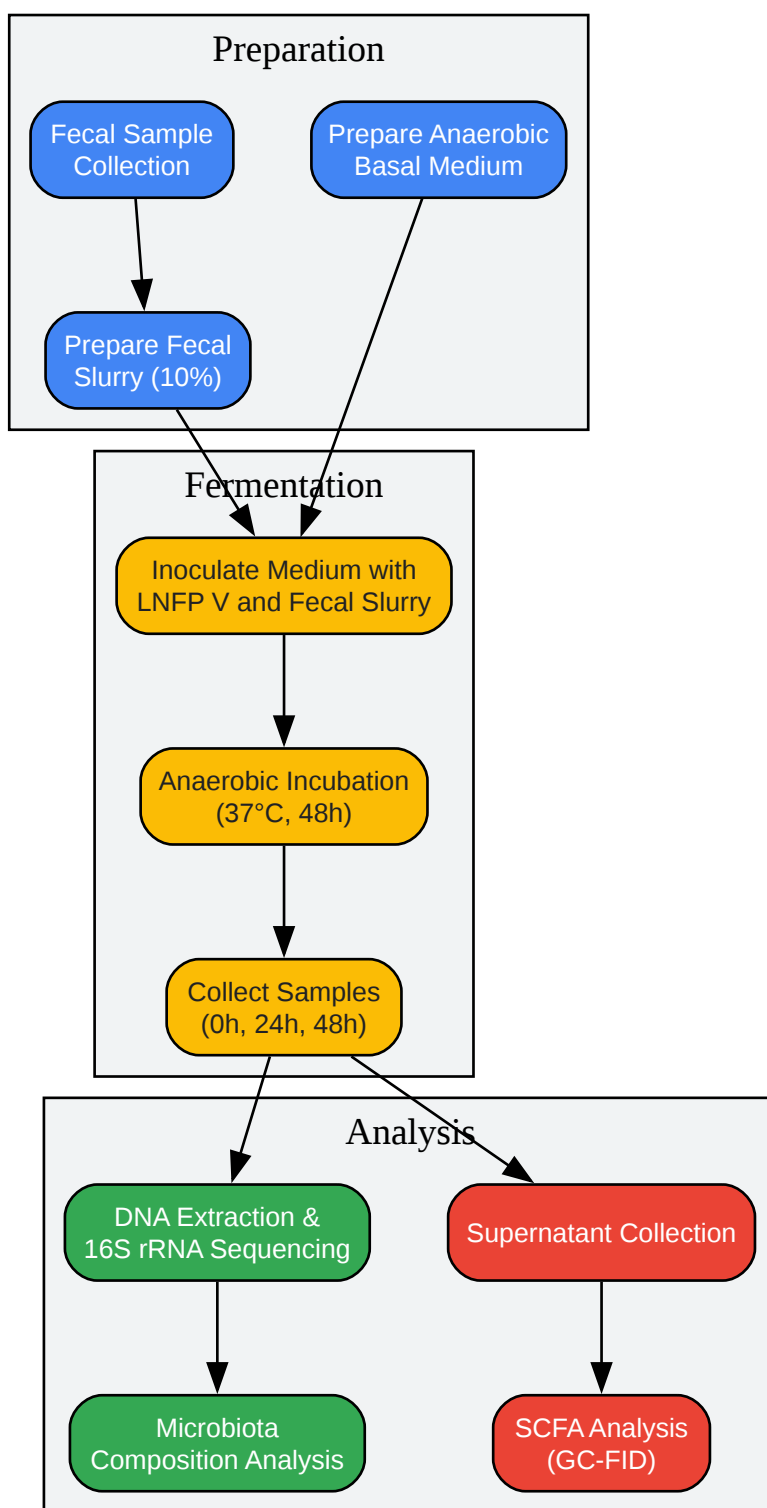 Preparation
Fecal Sample
Collection
Prepare Anaerobic
Basal Medium
Prepare Fecal
Slurry (10%)
Fermentation
Inoculate Medium with
LNFP V and Fecal Slurry
Anaerobic Incubation
(37°C, 48h)
Collect Samples
(0h, 24h, 48h)
Analysis
DNA Extraction &
16S rRNA Sequencing
Supernatant Collection
Microbiota
Composition Analysis
SCFA Analysis
(GC-FID)